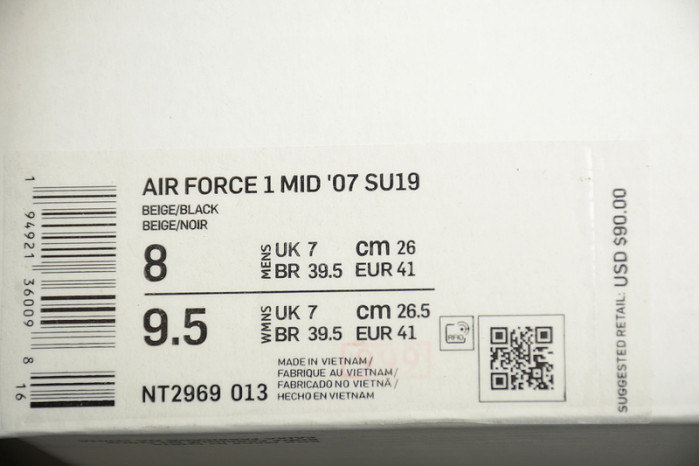 AIR FORCE 1 MID '07 SU19
BEIGE/BLACK
BEIGE/NOIR
8 MENS UK 7 cm 26
BR 39.5 EUR 41
9.5 WMNS UK 7 cm 26.5
BR 39.5 EUR 41
MADE IN VIETNAM/
FABRIQUE AU VIETNAM/
FABRICADO NO VIETNÃ/
HECHO EN VIETNAM
NT2969 013
1 94921 36009 8 16
SUGGESTED RETAIL: USD $90.00